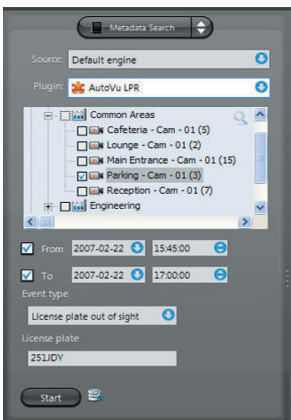 Metadata Search
Source: Default engine
Plugin: AutoVu LPR
Common Areas
Cafeteria - Cam - 01 (5)
Lounge - Cam - 01 (2)
Main Entrance - Cam - 01 (15)
Parking - Cam - 01 (3)
Reception - Cam - 01 (7)
Engineering
From 2007-02-22 15:45:00
To 2007-02-22 17:00:00
Event type
License plate out of sight
License plate
251JDY
Start